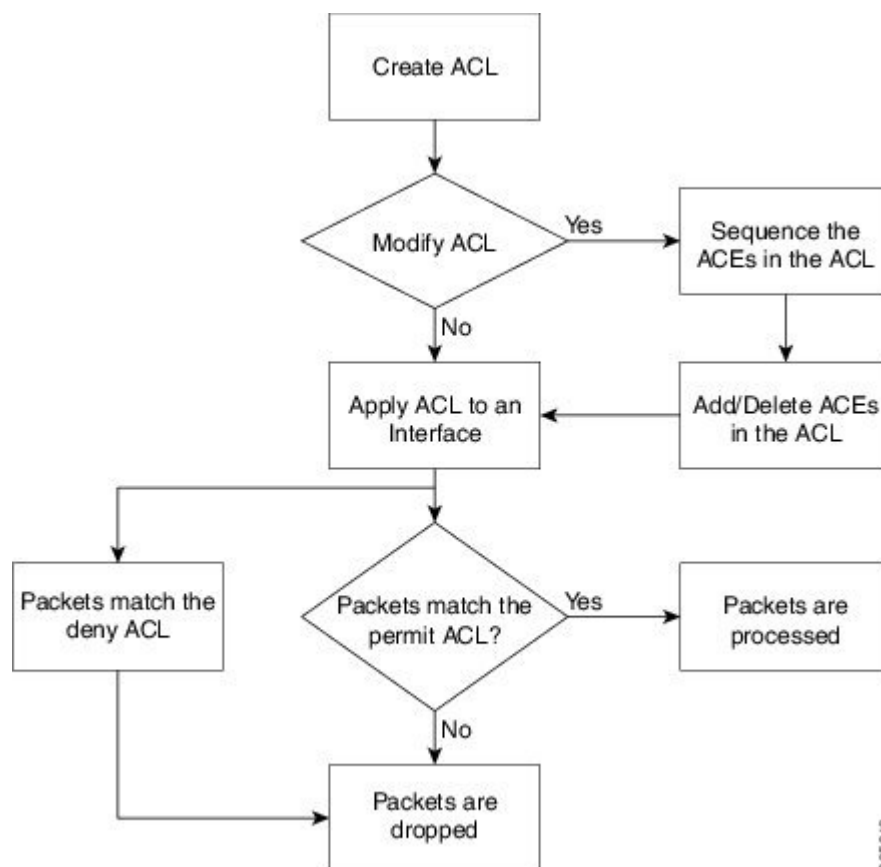 Create ACL
Modify ACL
Yes
Sequence the
ACEs in the ACL
No
Apply ACL to an
Interface
Add/Delete ACEs
in the ACL
Packets match the
deny ACL
Packets match the
permit ACL?
Yes
Packets are
processed
No
Packets are
dropped